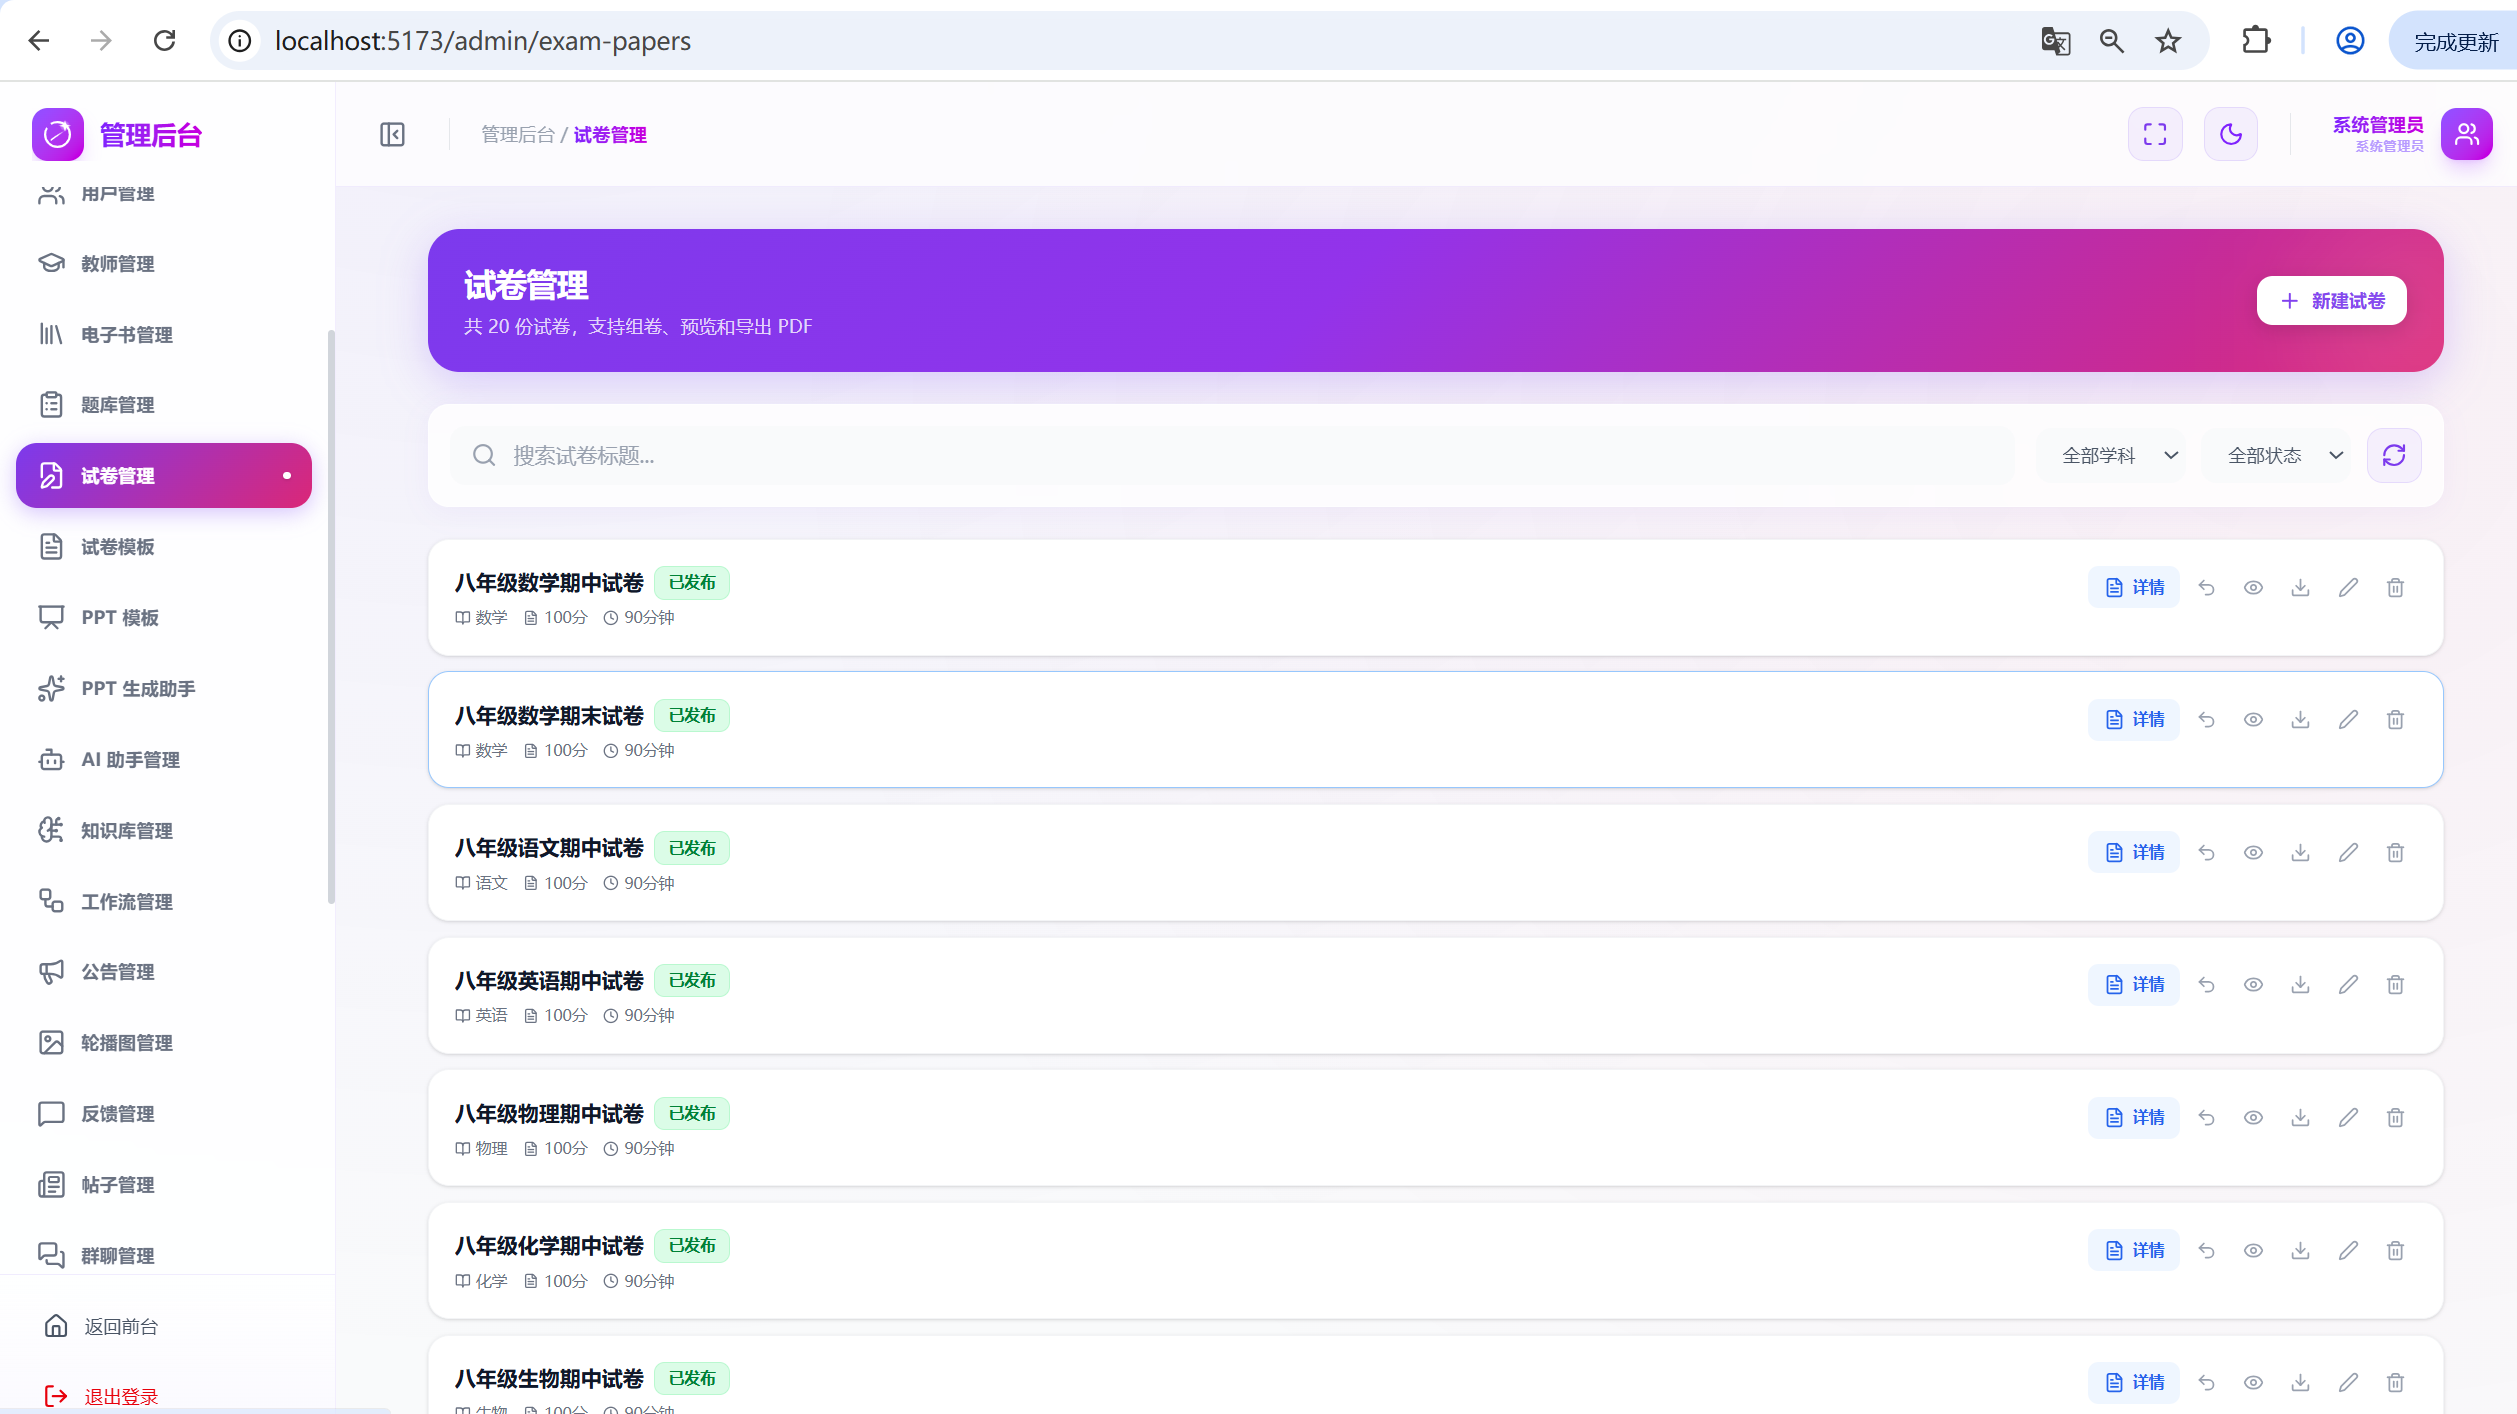 localhost:5173/admin/exam-papers
完成更新
管理后台
用户管理
教师管理
电子书管理
题库管理
试卷管理
试卷模板
PPT 模板
PPT 生成助手
AI 助手管理
知识库管理
工作流管理
公告管理
轮播图管理
反馈管理
帖子管理
群聊管理
返回前台
退出登录
管理后台 / 试卷管理
系统管理员
系统管理员
试卷管理
共 20 份试卷，支持组卷、预览和导出 PDF
新建试卷
搜索试卷标题...
全部学科
全部状态
八年级数学期中试卷 已发布
数学 100分 90分钟
详情
八年级数学期末试卷 已发布
数学 100分 90分钟
详情
八年级语文期中试卷 已发布
语文 100分 90分钟
详情
八年级英语期中试卷 已发布
英语 100分 90分钟
详情
八年级物理期中试卷 已发布
物理 100分 90分钟
详情
八年级化学期中试卷 已发布
化学 100分 90分钟
详情
八年级生物期中试卷 已发布
生物 100分 90分钟
详情